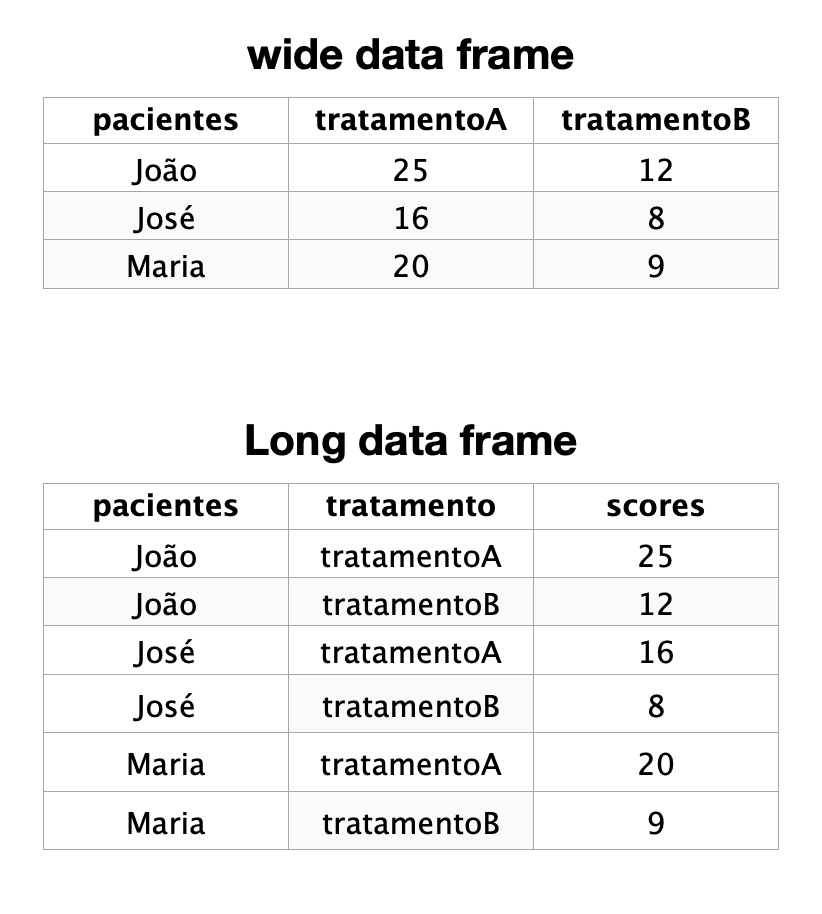 wide data frame
pacientes tratamentoA tratamentoB
João 25 12
José 16 8
Maria 20 9
Long data frame
pacientes tratamento scores
João tratamentoA 25
João tratamentoB 12
José tratamentoA 16
José tratamentoB 8
Maria tratamentoA 20
Maria tratamentoB 9